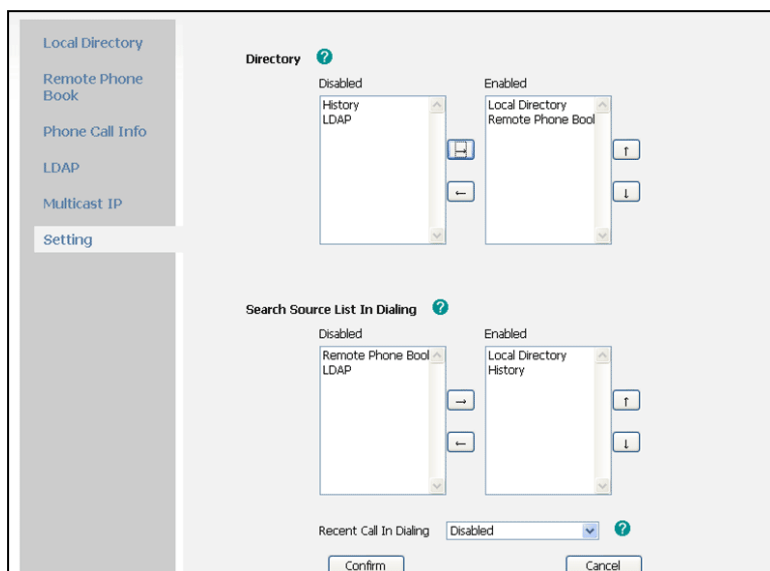 Local Directory
Remote Phone
Book
Phone Call Info
LDAP
Multicast IP
Setting
Directory ?
Disabled Enabled
History
LDAP
Local Directory
Remote Phone Bool
→
←
↑
↓
Search Source List In Dialing ?
Disabled Enabled
Remote Phone Bool
LDAP
Local Directory
History
→
←
↑
↓
Recent Call In Dialing Disabled ?
Confirm Cancel